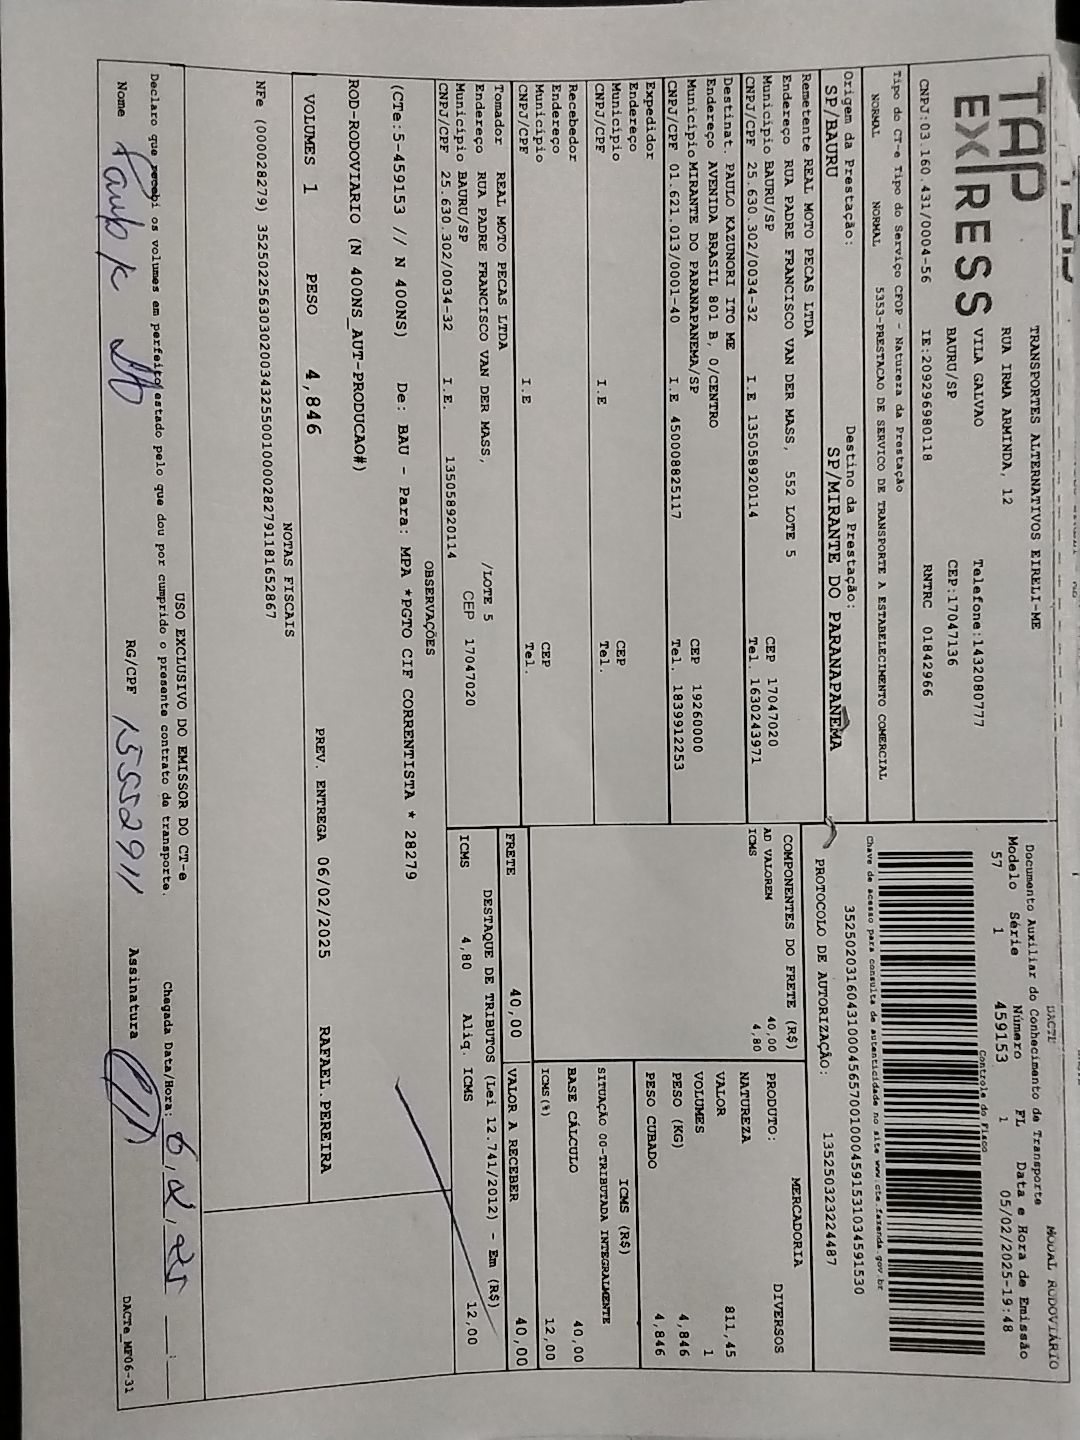 TAP
EXPRESS
TRANSPORTES ALTERNATIVOS EIRELI-ME
RUA IRMA ARMINDA, 12
VILA GALVAO Telefone:1432080777
BAURU/SP CEP:17047136
CNPJ:03.160.431/0004-56 IE:209296980118 RNTRC 01842966
Tipo do CT-e Tipo do Serviço CFOP - Natureza da Prestação
NORMAL NORMAL 5353-PRESTACAO DE SERVICO DE TRANSPORTE A ESTABELECIMENTO COMERCIAL
Origem da Prestação: Destino da Prestação:
SP/BAURU SP/MIRANTE DO PARANAPANEMA
DACTE MODAL RODOVIÁRIO
Documento Auxiliar do Conhecimento de Transporte
Modelo Série Número FL Data e Hora de Emissão
57 1 459153 1 05/02/2025-19:48
Controle do Fisco
35250203160431000456570010004591531034591530
Chave de acesso para consulta de autenticidade no site www.cte.fazenda.gov.br
PROTOCOLO DE AUTORIZAÇÃO: 135250323224487
Remetente REAL MOTO PECAS LTDA
Endereço RUA PADRE FRANCISCO VAN DER MASS, 552 LOTE 5
Município BAURU/SP CEP 17047020
CNPJ/CPF 25.630.302/0034-32 I.E 135058920114 Tel. 1630243971
Destinat. PAULO KAZUNORI ITO ME
Endereço AVENIDA BRASIL 801 B, 0/CENTRO
Município MIRANTE DO PARANAPANEMA/SP CEP 19260000
CNPJ/CPF 01.621.013/0001-40 I.E 450008825117 Tel. 1839912253
Expedidor
Endereço
Município CEP
CNPJ/CPF I.E Tel.
Recebedor
Endereço
Município CEP
CNPJ/CPF I.E Tel.
Tomador REAL MOTO PECAS LTDA
Endereço RUA PADRE FRANCISCO VAN DER MASS, /LOTE 5
Município BAURU/SP CEP 17047020
CNPJ/CPF 25.630.302/0034-32 I.E. 135058920114
COMPONENTES DO FRETE (R$)
AD VALOREM 40,00
ICMS 4,80
MERCADORIA
PRODUTO: DIVERSOS
NATUREZA
VALOR 811,45
VOLUMES 1
PESO (KG) 4,846
PESO CUBADO 4,846
ICMS (R$)
SITUAÇÃO 00-TRIBUTADA INTEGRALMENTE
BASE CÁLCULO 40,00
ICMS(%) 12,00
FRETE 40,00 VALOR A RECEBER 40,00
DESTAQUE DE TRIBUTOS (Lei 12.741/2012) - Em (R$)
ICMS 4,80 Aliq. ICMS 12,00
OBSERVAÇÕES
(CTe:5-459153 // N 400NS) De: BAU - Para: MPA *PGTO CIF CORRENTISTA * 28279
ROD-RODOVIARIO (N 400NS_AUT-PRODUCAO#)
VOLUMES 1 PESO 4,846 PREV. ENTREGA 06/02/2025 RAFAEL.PEREIRA
NOTAS FISCAIS
NFe (000028279) 35250225630302003432550010000282791181652867
USO EXCLUSIVO DO EMISSOR DO CT-e
Declaro que recebi os volumes em perfeito estado pelo que dou por cumprido o presente contrato de transporte. Chegada Data/Hora: 6/2/25
Nome RG/CPF 15552911 Assinatura
DACTe_MF06-31